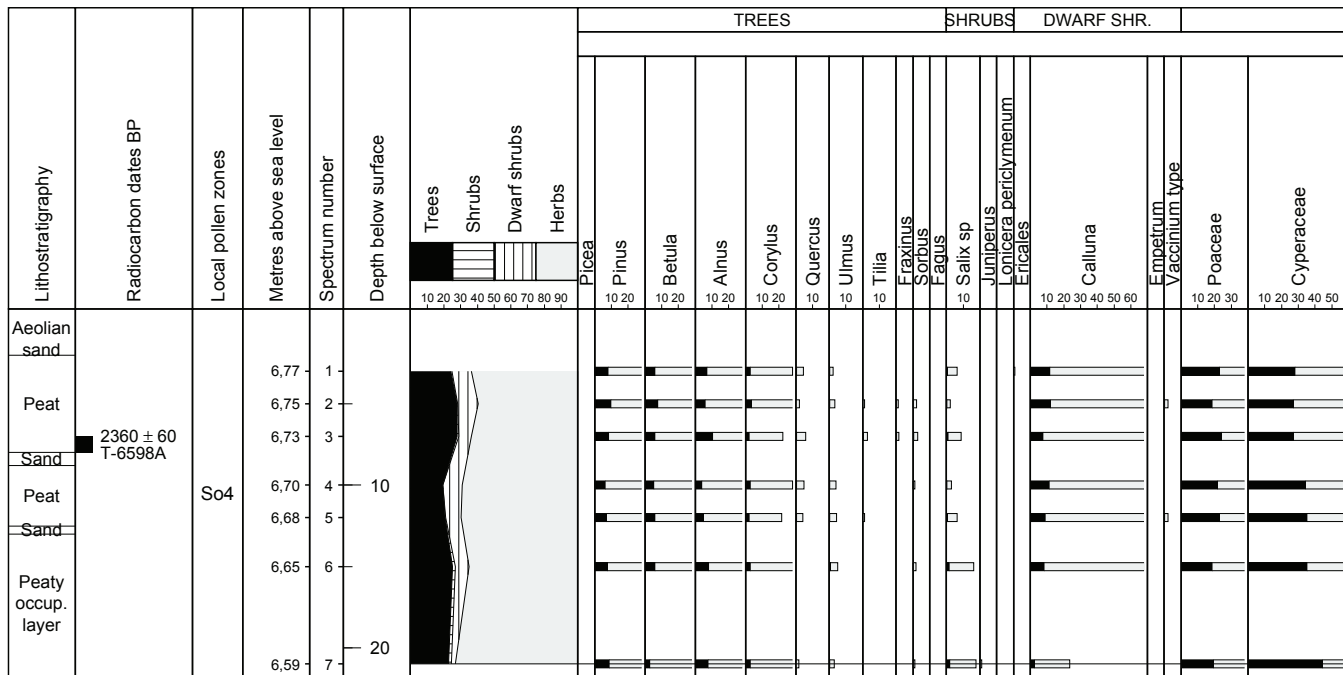 TREES SHRUBS DWARF SHR.
Lithostratigraphy
Radiocarbon dates BP
Local pollen zones
Metres above sea level
Spectrum number
Depth below surface
Trees
Shrubs
Dwarf shrubs
Herbs
Picea
Pinus
Betula
Alnus
Corylus
Quercus
Ulmus
Tilia
Fraxinus
Sorbus
Fagus
Salix sp
Juniperus
Lonicera periclymenum
Ericales
Calluna
Empetrum
Vaccinium type
Poaceae
Cyperaceae
10 20 30 40 50 60 70 80 90 10 20 10 20 10 20 10 20 10 10 10 10 10 20 30 40 50 60 10 20 30 10 20 30 40 50
Aeolian
sand
6,77 1
Peat 6,75 2
2360 ± 60 6,73 3
T-6598A
Sand
Peat So4 6,70 4 10
6,68 5
Sand
6,65 6
Peaty
occup.
layer
20
6,59 7